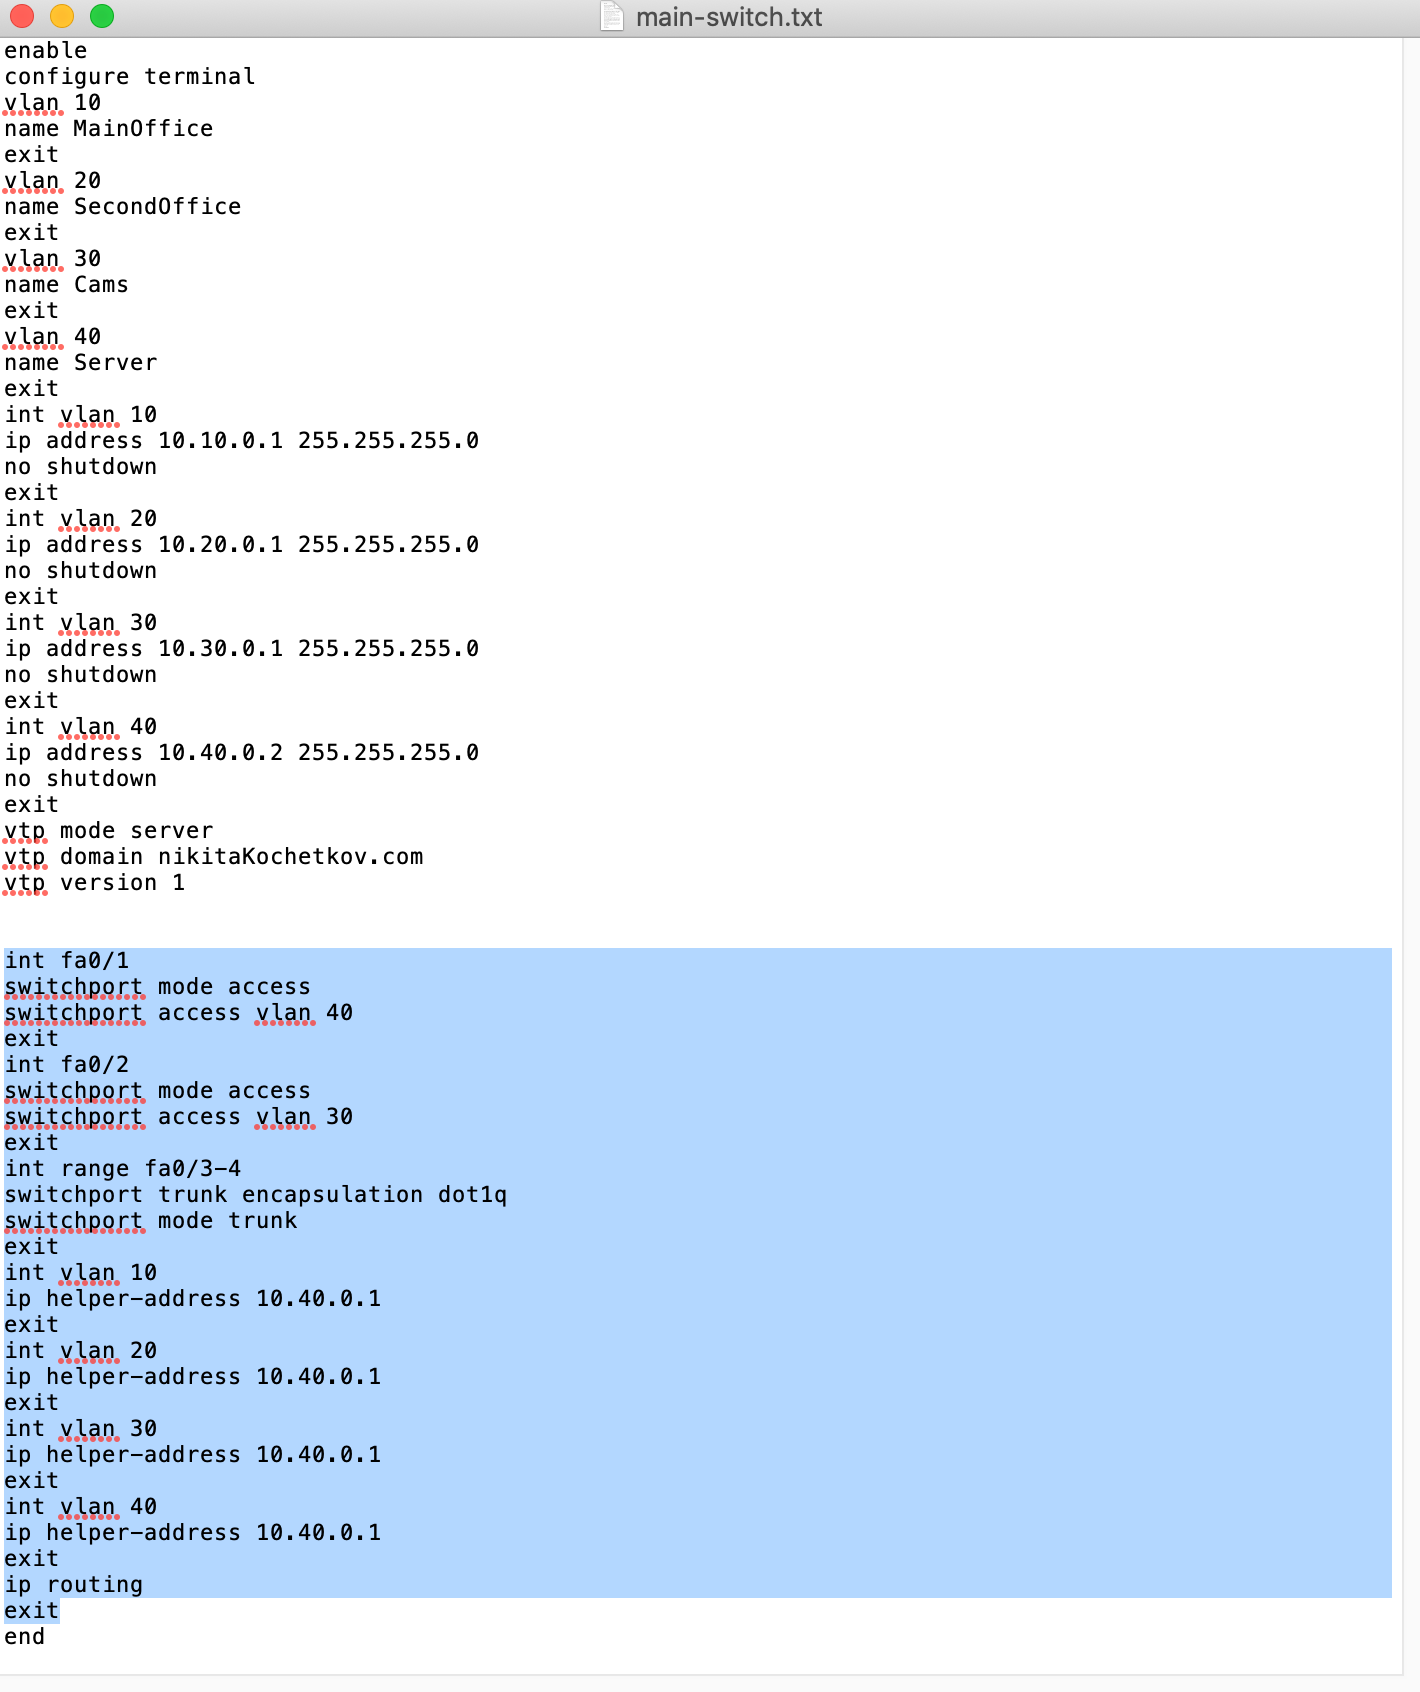 main-switch.txt
enable
configure terminal
vlan 10
name MainOffice
exit
vlan 20
name SecondOffice
exit
vlan 30
name Cams
exit
vlan 40
name Server
exit
int vlan 10
ip address 10.10.0.1 255.255.255.0
no shutdown
exit
int vlan 20
ip address 10.20.0.1 255.255.255.0
no shutdown
exit
int vlan 30
ip address 10.30.0.1 255.255.255.0
no shutdown
exit
int vlan 40
ip address 10.40.0.2 255.255.255.0
no shutdown
exit
vtp mode server
vtp domain nikitaKochetkov.com
vtp version 1
int fa0/1
switchport mode access
switchport access vlan 40
exit
int fa0/2
switchport mode access
switchport access vlan 30
exit
int range fa0/3-4
switchport trunk encapsulation dot1q
switchport mode trunk
exit
int vlan 10
ip helper-address 10.40.0.1
exit
int vlan 20
ip helper-address 10.40.0.1
exit
int vlan 30
ip helper-address 10.40.0.1
exit
int vlan 40
ip helper-address 10.40.0.1
exit
ip routing
exit
end